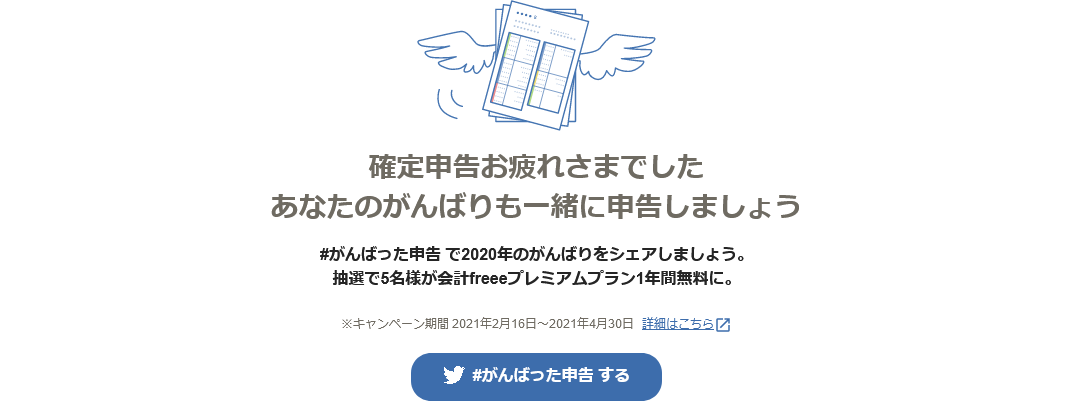 確定申告お疲れさまでした
あなたのがんばりも一緒に申告しましょう
#がんばった申告 で2020年のがんばりをシェアしましょう。
抽選で5名様が会計freeeプレミアムプラン1年間無料に。
※キャンペーン期間 2021年2月16日～2021年4月30日 詳細はこちら
#がんばった申告 する